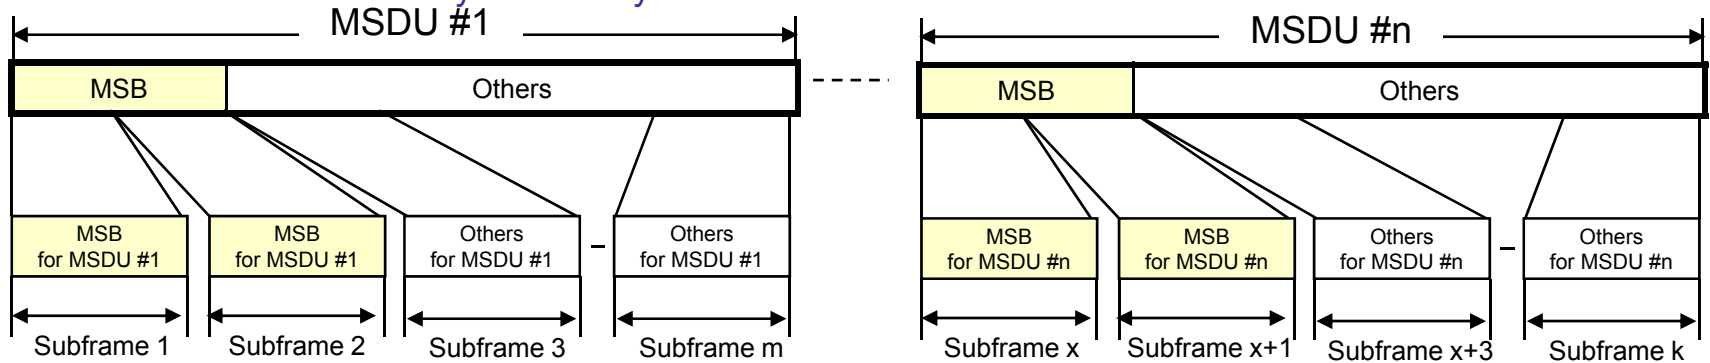 MSDU #1
MSDU #n
MSB Others
MSB Others
MSB
for MSDU #1
MSB
for MSDU #1
Others
for MSDU #1
Others
for MSDU #1
MSB
for MSDU #n
MSB
for MSDU #n
Others
for MSDU #n
Others
for MSDU #n
Subframe 1
Subframe 2
Subframe 3
Subframe m
Subframe x
Subframe x+1
Subframe x+3
Subframe k